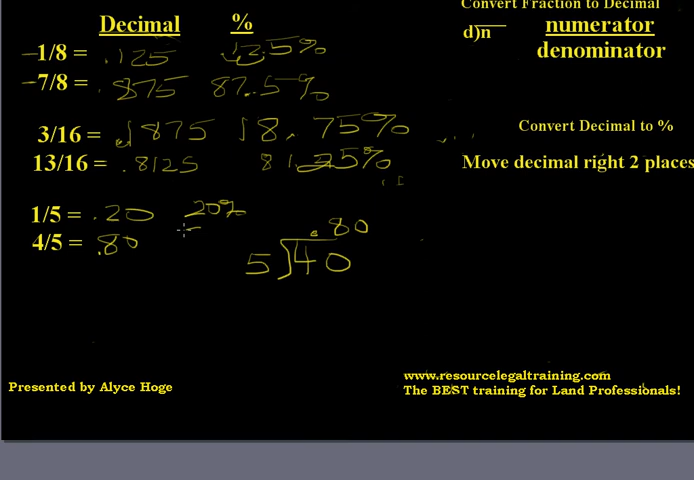 Convert Fraction to Decimal
Decimal % d)n numerator
denominator
1/8 = .125 12.5%
7/8 = .875 87.5%
3/16 = .1875 18.75%
Convert Decimal to %
13/16 = .8125 81.25%
Move decimal right 2 places
1/5 = .20 20%
4/5 = .80
.80
5)40
www.resourcelegaltraining.com
Presented by Alyce Hoge
The BEST training for Land Professionals!